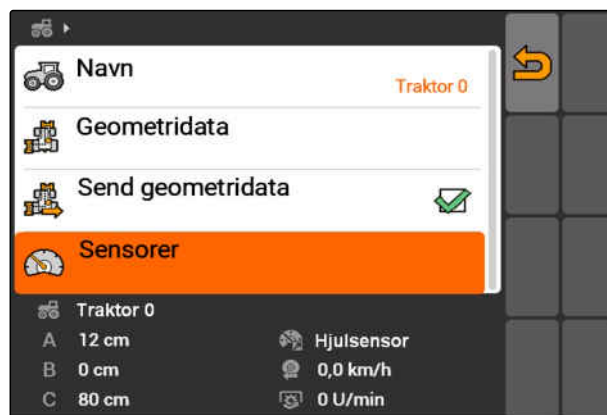 Navn
Traktor 0
Geometridata
Send geometridata
Sensorer
Traktor 0
A 12 cm Hjulsensor
B 0 cm 0,0 km/h
C 80 cm 0 U/min